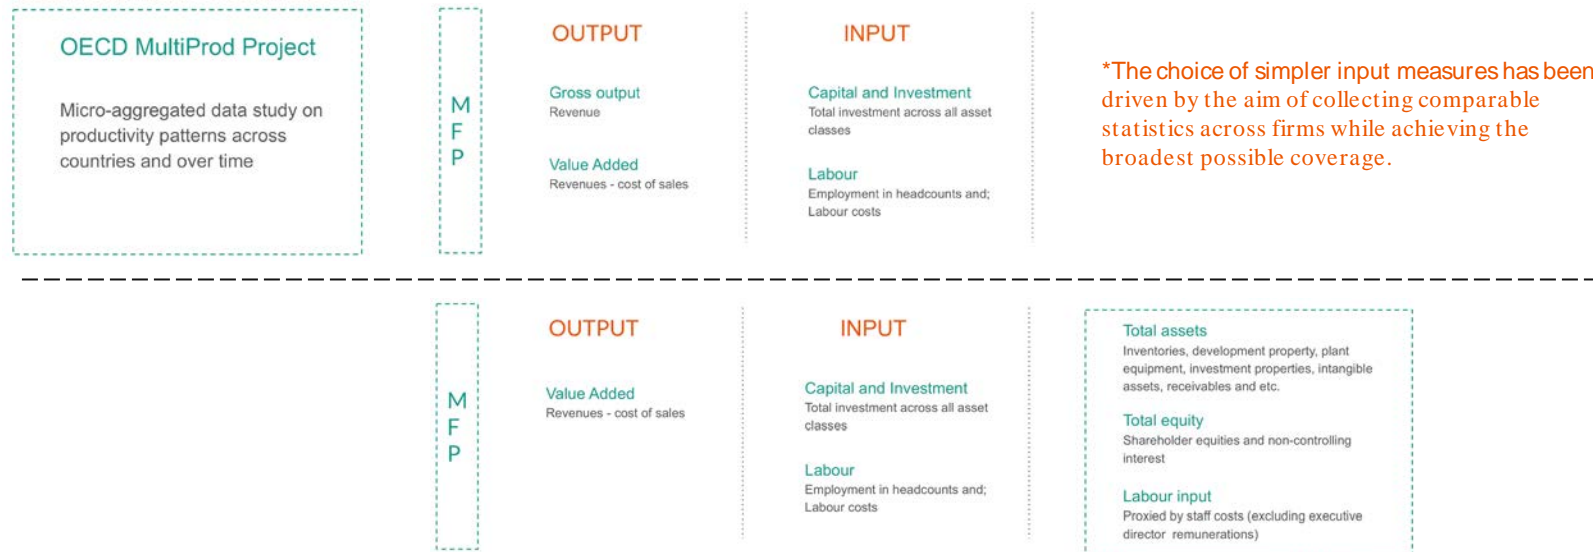 OECD MultiProd Project
Micro-aggregated data study on
productivity patterns across
countries and over time
M
F
P
OUTPUT
Gross output
Revenue
Value Added
Revenues - cost of sales
INPUT
Capital and Investment
Total investment across all asset
classes
Labour
Employment in headcounts and;
Labour costs
*The choice of simpler input measures has been
driven by the aim of collecting comparable
statistics across firms while achieving the
broadest possible coverage.
M
F
P
OUTPUT
Value Added
Revenues - cost of sales
INPUT
Capital and Investment
Total investment across all asset
classes
Labour
Employment in headcounts and;
Labour costs
Total assets
Inventories, development property, plant
equipment, investment properties, intangible
assets, receivables and etc.
Total equity
Shareholder equities and non-controlling
interest
Labour input
Proxied by staff costs (excluding executive
director remunerations)